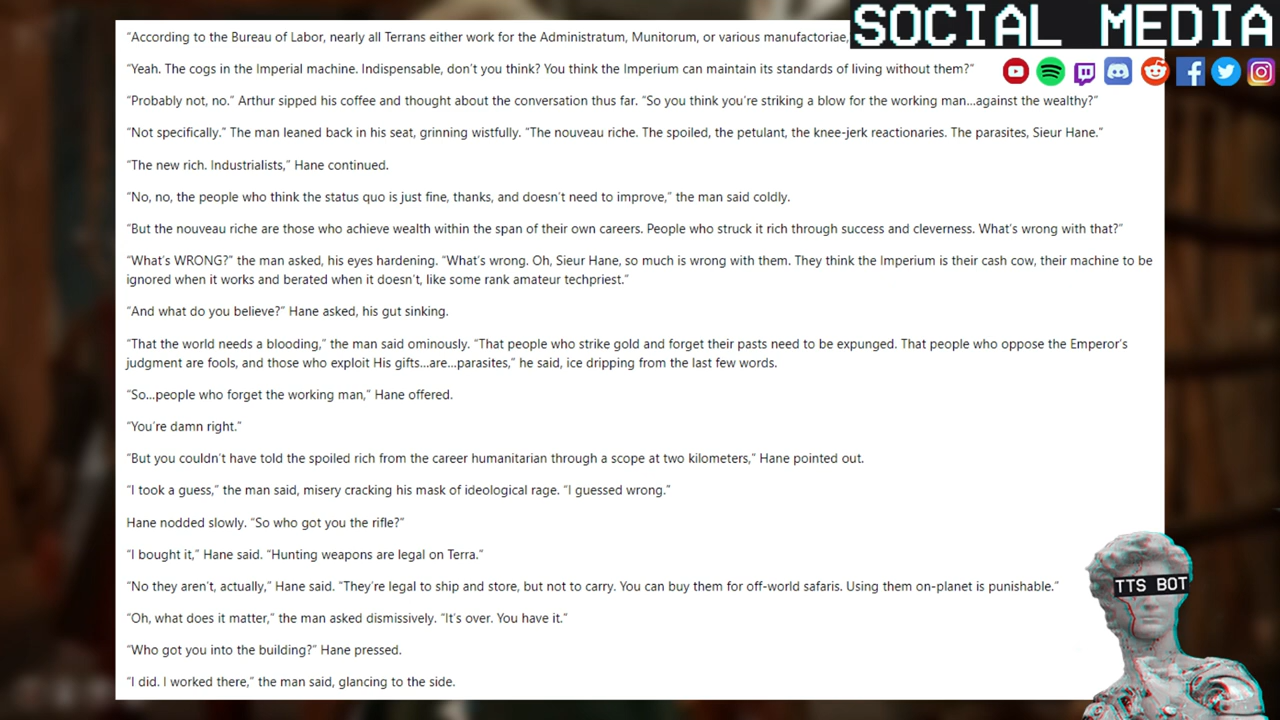 SOCIAL MEDIA
“According to the Bureau of Labor, nearly all Terrans either work for the Administratum, Munitorum, or various manufactoriae,
“Yeah. The cogs in the Imperial machine. Indispensable, don’t you think? You think the Imperium can maintain its standards of living without them?”
“Probably not, no.” Arthur sipped his coffee and thought about the conversation thus far. “So you think you’re striking a blow for the working man…against the wealthy?”
“Not specifically.” The man leaned back in his seat, grinning wistfully. “The nouveau riche. The spoiled, the petulant, the knee-jerk reactionaries. The parasites, Sieur Hane.”
“The new rich. Industrialists,” Hane continued.
“No, no, the people who think the status quo is just fine, thanks, and doesn’t need to improve,” the man said coldly.
“But the nouveau riche are those who achieve wealth within the span of their own careers. People who struck it rich through success and cleverness. What’s wrong with that?”
“What’s WRONG?” the man asked, his eyes hardening. “What’s wrong. Oh, Sieur Hane, so much is wrong with them. They think the Imperium is their cash cow, their machine to be
ignored when it works and berated when it doesn’t, like some rank amateur techpriest.”
“And what do you believe?” Hane asked, his gut sinking.
“That the world needs a blooding,” the man said ominously. “That people who strike gold and forget their pasts need to be expunged. That people who oppose the Emperor’s
judgment are fools, and those who exploit His gifts…are…parasites,” he said, ice dripping from the last few words.
“So…people who forget the working man,” Hane offered.
“You’re damn right.”
“But you couldn’t have told the spoiled rich from the career humanitarian through a scope at two kilometers,” Hane pointed out.
“I took a guess,” the man said, misery cracking his mask of ideological rage. “I guessed wrong.”
Hane nodded slowly. “So who got you the rifle?”
“I bought it,” Hane said. “Hunting weapons are legal on Terra.”
“No they aren’t, actually,” Hane said. “They’re legal to ship and store, but not to carry. You can buy them for off-world safaris. Using them on-planet is punishable.”
“Oh, what does it matter,” the man asked dismissively. “It’s over. You have it.”
“Who got you into the building?” Hane pressed.
“I did. I worked there,” the man said, glancing to the side.
TTS BOT